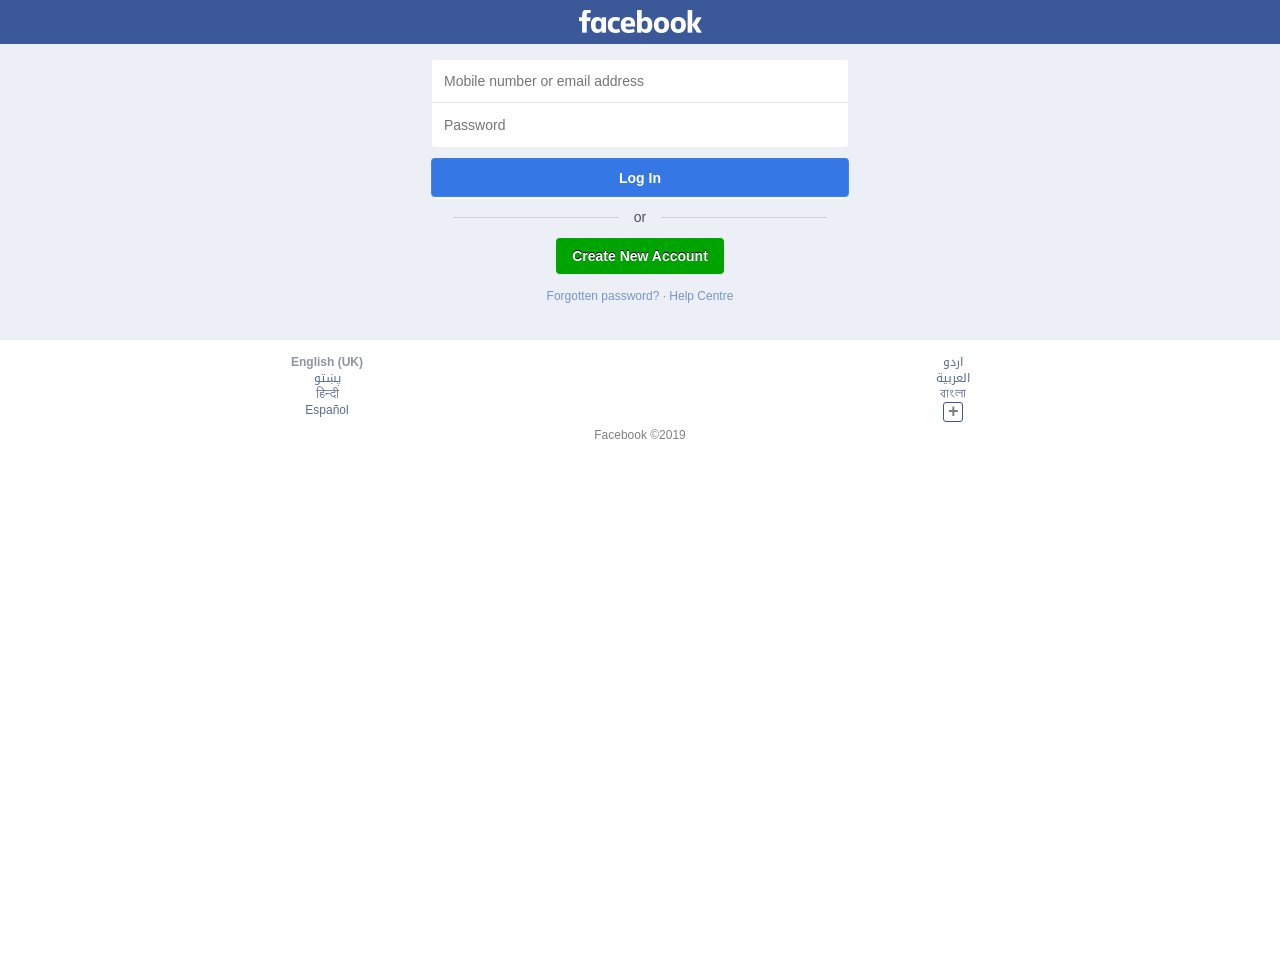 facebook
Mobile number or email address
Password
Log In
or
Create New Account
Forgotten password? · Help Centre
English (UK)
پښتو
हिन्दी
Español
اردو
العربية
বাংলা
+
Facebook ©2019